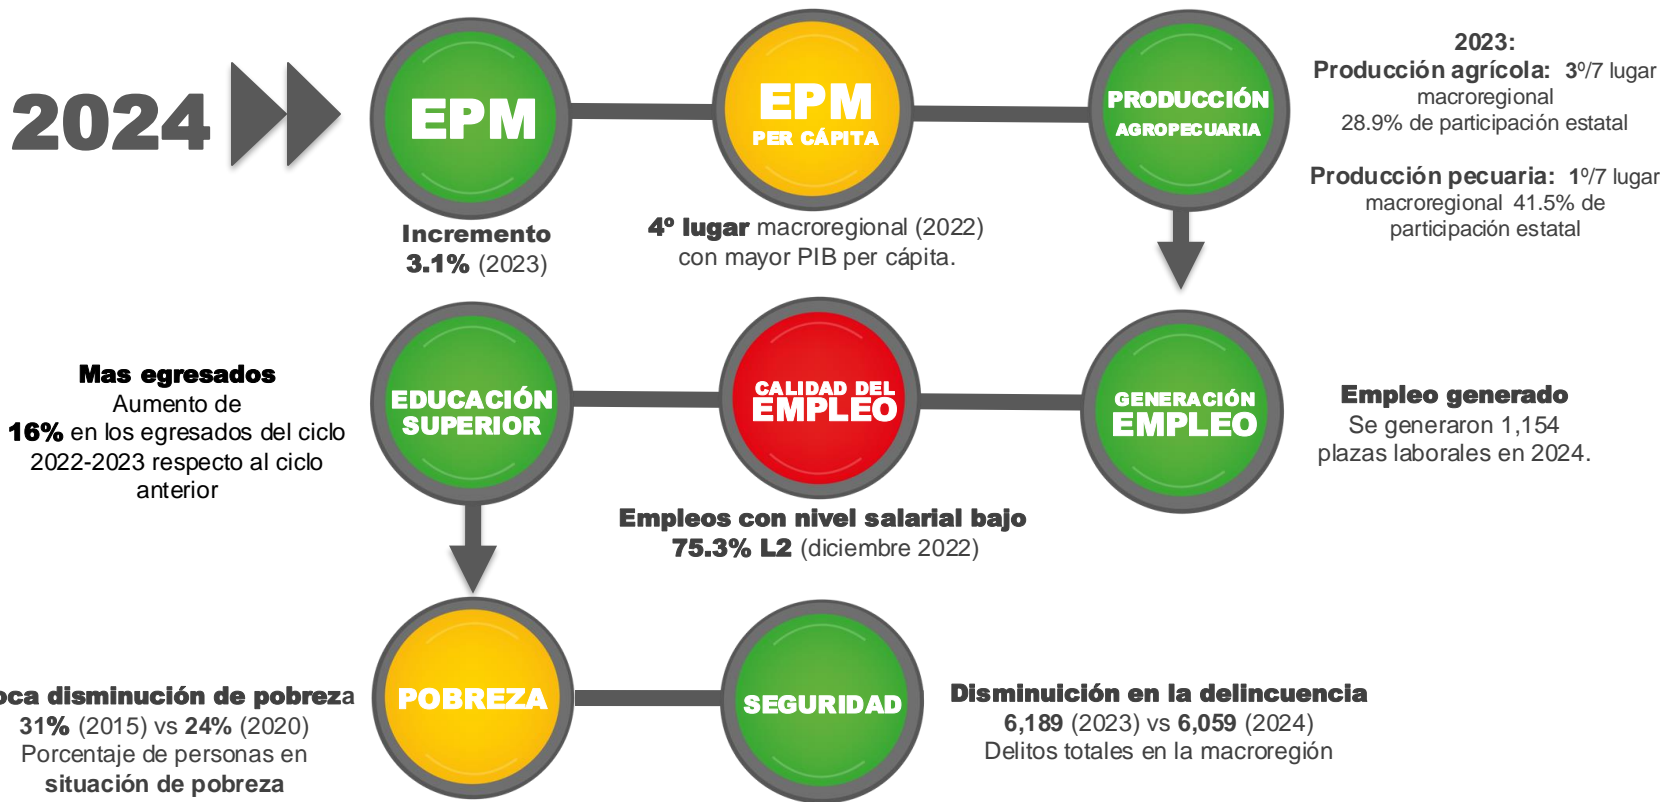 2024
EPM
Incremento
3.1% (2023)
EPM
PER CÁPITA
4º lugar macroregional (2022)
con mayor PIB per cápita.
PRODUCCIÓN
AGROPECUARIA
2023:
Producción agrícola: 3º/7 lugar
macroregional
28.9% de participación estatal
Producción pecuaria: 1º/7 lugar
macroregional 41.5% de
participación estatal
Mas egresados
Aumento de
16% en los egresados del ciclo
2022-2023 respecto al ciclo
anterior
EDUCACIÓN
SUPERIOR
CALIDAD DEL
EMPLEO
Empleos con nivel salarial bajo
75.3% L2 (diciembre 2022)
GENERACIÓN
EMPLEO
Empleo generado
Se generaron 1,154
plazas laborales en 2024.
oca disminución de pobreza
31% (2015) vs 24% (2020)
Porcentaje de personas en
situación de pobreza
POBREZA
SEGURIDAD
Disminuición en la delincuencia
6,189 (2023) vs 6,059 (2024)
Delitos totales en la macroregión